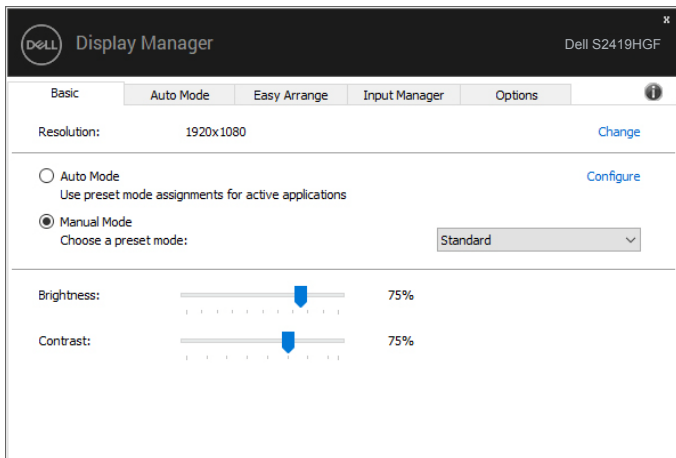 DELL Display Manager
x
Dell S2419HGF
Basic Auto Mode Easy Arrange Input Manager Options i
Resolution: 1920x1080 Change
Auto Mode Configure
Use preset mode assignments for active applications
Manual Mode
Choose a preset mode: Standard
Brightness: 75%
Contrast: 75%